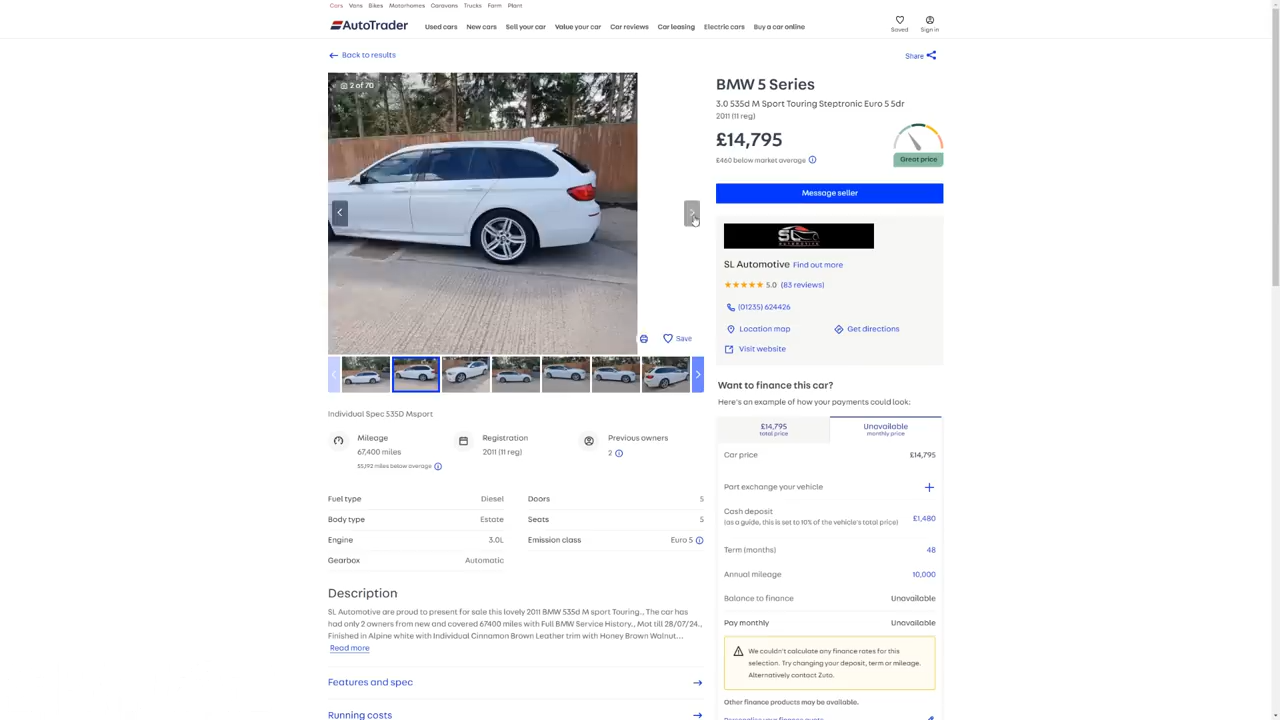 Cars Vans Bikes Motorhomes Caravans Trucks Farm Plant
AutoTrader
Used cars New cars Sell your car Value your car Car reviews Car leasing Electric cars Buy a car online
Saved Sign in
Back to results
Share
2 of 70
BMW 5 Series
3.0 535d M Sport Touring Steptronic Euro 5 5dr
2011 (11 reg)
£14,795
£460 below market average
Great price
Message seller
SL
SL Automotive Find out more
5.0 (83 reviews)
(01235) 624426
Location map Get directions
Visit website
Save
Want to finance this car?
Here's an example of how your payments could look:
£14,795
total price
Unavailable
monthly price
Car price £14,795
Part exchange your vehicle
Cash deposit
(as a guide, this is set to 10% of the vehicle's total price) £1,480
Term (months) 48
Annual mileage 10,000
Balance to finance Unavailable
Pay monthly Unavailable
We couldn't calculate any finance rates for this
selection. Try changing your deposit, term or mileage.
Alternatively contact Zuto.
Other finance products may be available.
Personalise your finance quote
Individual Spec 535D Msport
Mileage
67,400 miles
55,192 miles below average
Registration
2011 (11 reg)
Previous owners
2
Fuel type Diesel
Doors 5
Body type Estate
Seats 5
Engine 3.0L
Emission class Euro 5
Gearbox Automatic
Description
SL Automotive are proud to present for sale this lovely 2011 BMW 535d M sport Touring., The car has
had only 2 owners from new and covered 67400 miles with Full BMW Service History., Mot till 28/07/24.,
Finished in Alpine white with Individual Cinnamon Brown Leather trim with Honey Brown Walnut...
Read more
Features and spec
Running costs